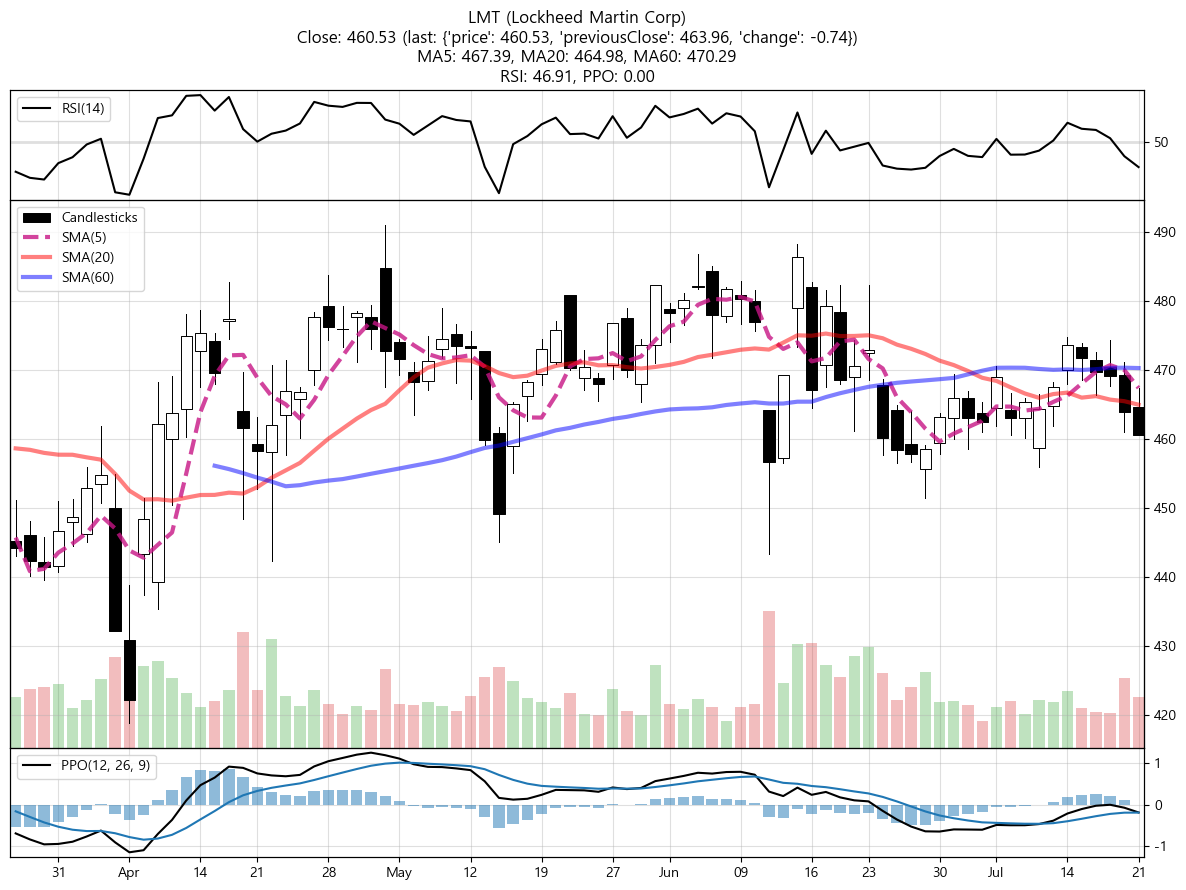 LMT (Lockheed Martin Corp)
Close: 460.53 (last: {'price': 460.53, 'previousClose': 463.96, 'change': -0.74})
MA5: 467.39, MA20: 464.98, MA60: 470.29
RSI: 46.91, PPO: 0.00
RSI(14)
50
Candlesticks
SMA(5)
SMA(20)
SMA(60)
490
480
470
460
450
440
430
420
PPO(12, 26, 9)
1
0
-1
31 Apr 14 21 28 May 12 19 27 Jun 09 16 23 30 Jul 14 21